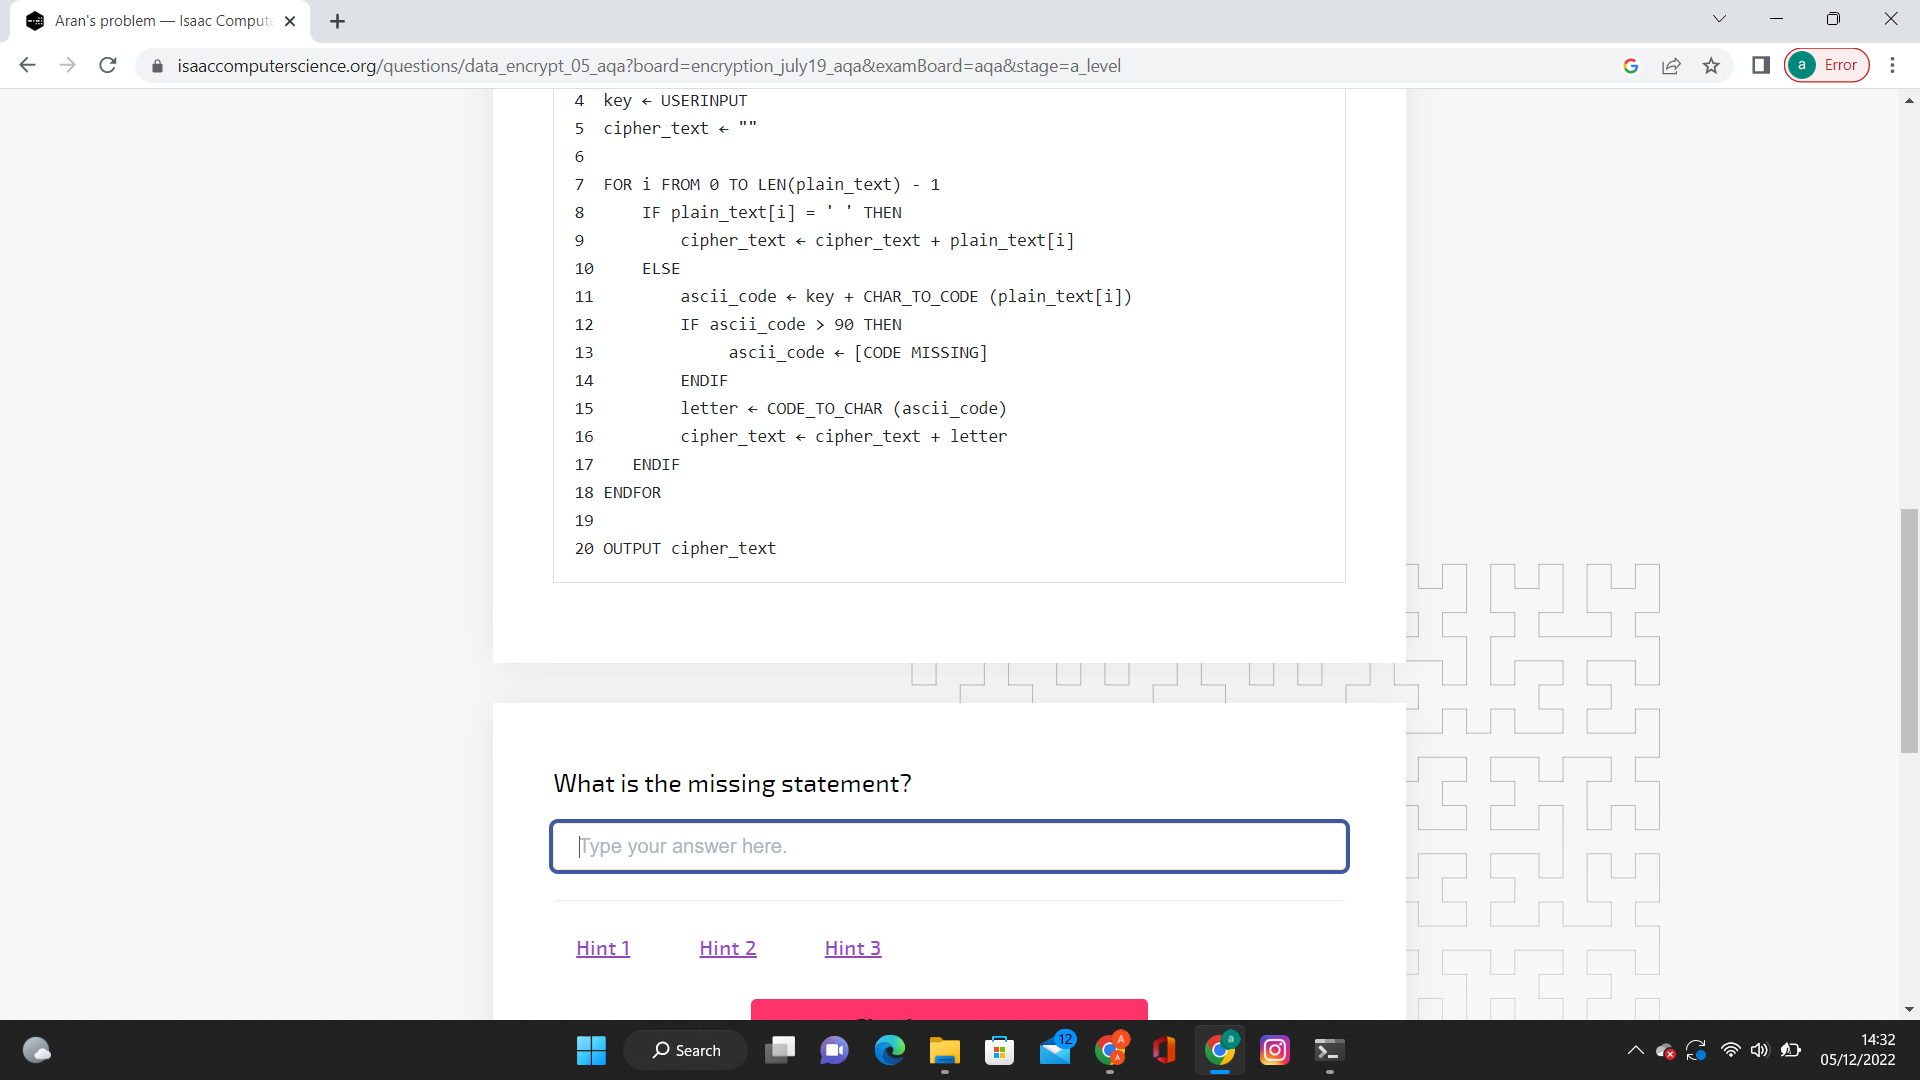 Aran's problem — Isaac Compute
isaaccomputerscience.org/questions/data_encrypt_05_aqa?board=encryption_july19_aqa&examBoard=aqa&stage=a_level
a Error
4 key ← USERINPUT
5 cipher_text ← ""
6
7 FOR i FROM 0 TO LEN(plain_text) - 1
8 IF plain_text[i] = ' ' THEN
9 cipher_text ← cipher_text + plain_text[i]
10 ELSE
11 ascii_code ← key + CHAR_TO_CODE (plain_text[i])
12 IF ascii_code > 90 THEN
13 ascii_code ← [CODE MISSING]
14 ENDIF
15 letter ← CODE_TO_CHAR (ascii_code)
16 cipher_text ← cipher_text + letter
17 ENDIF
18 ENDFOR
19
20 OUTPUT cipher_text
What is the missing statement?
Type your answer here.
Hint 1 Hint 2 Hint 3
Search
12
A
A
a
14:32
05/12/2022